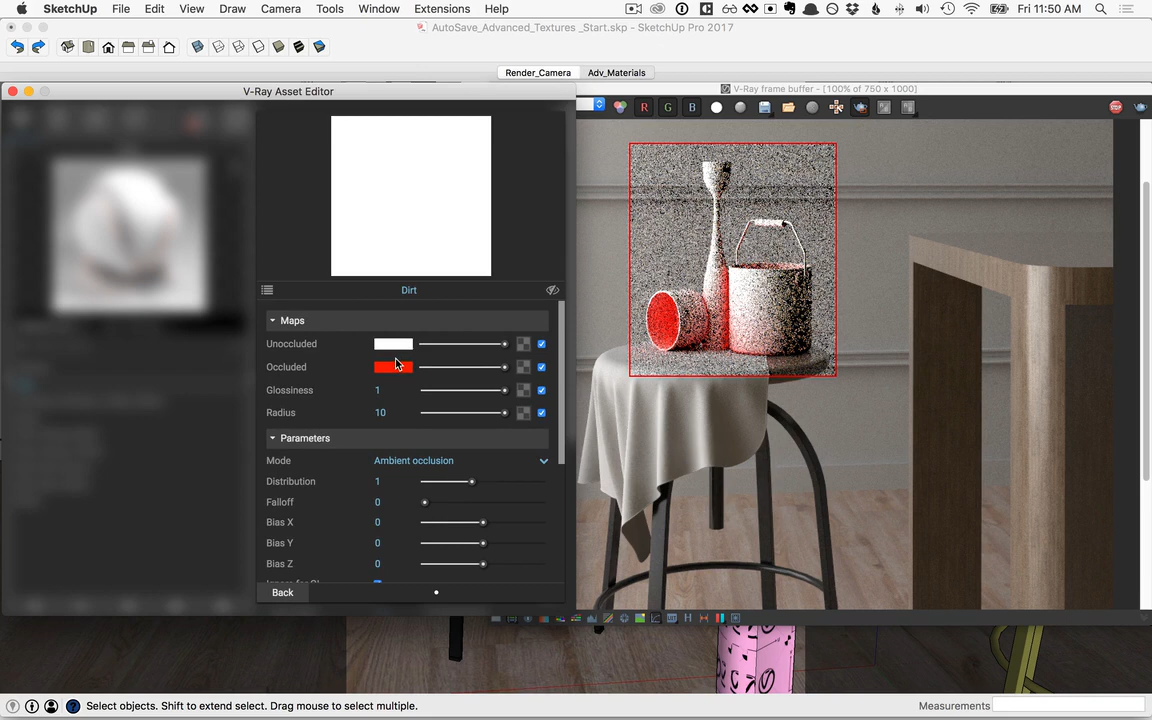 SketchUp File Edit View Draw Camera Tools Window Extensions Help Fri 11:50 AM
AutoSave_Advanced_Textures _Start.skp - SketchUp Pro 2017
Render_Camera Adv_Materials
V-Ray Asset Editor
V-Ray frame buffer - [100% of 750 x 1000]
R G B
Dirt
Maps
Unoccluded
Occluded
Glossiness 1
Radius 10
Parameters
Mode Ambient occlusion
Distribution 1
Falloff 0
Bias X 0
Bias Y 0
Bias Z 0
Back
H
Select objects. Shift to extend select. Drag mouse to select multiple. Measurements